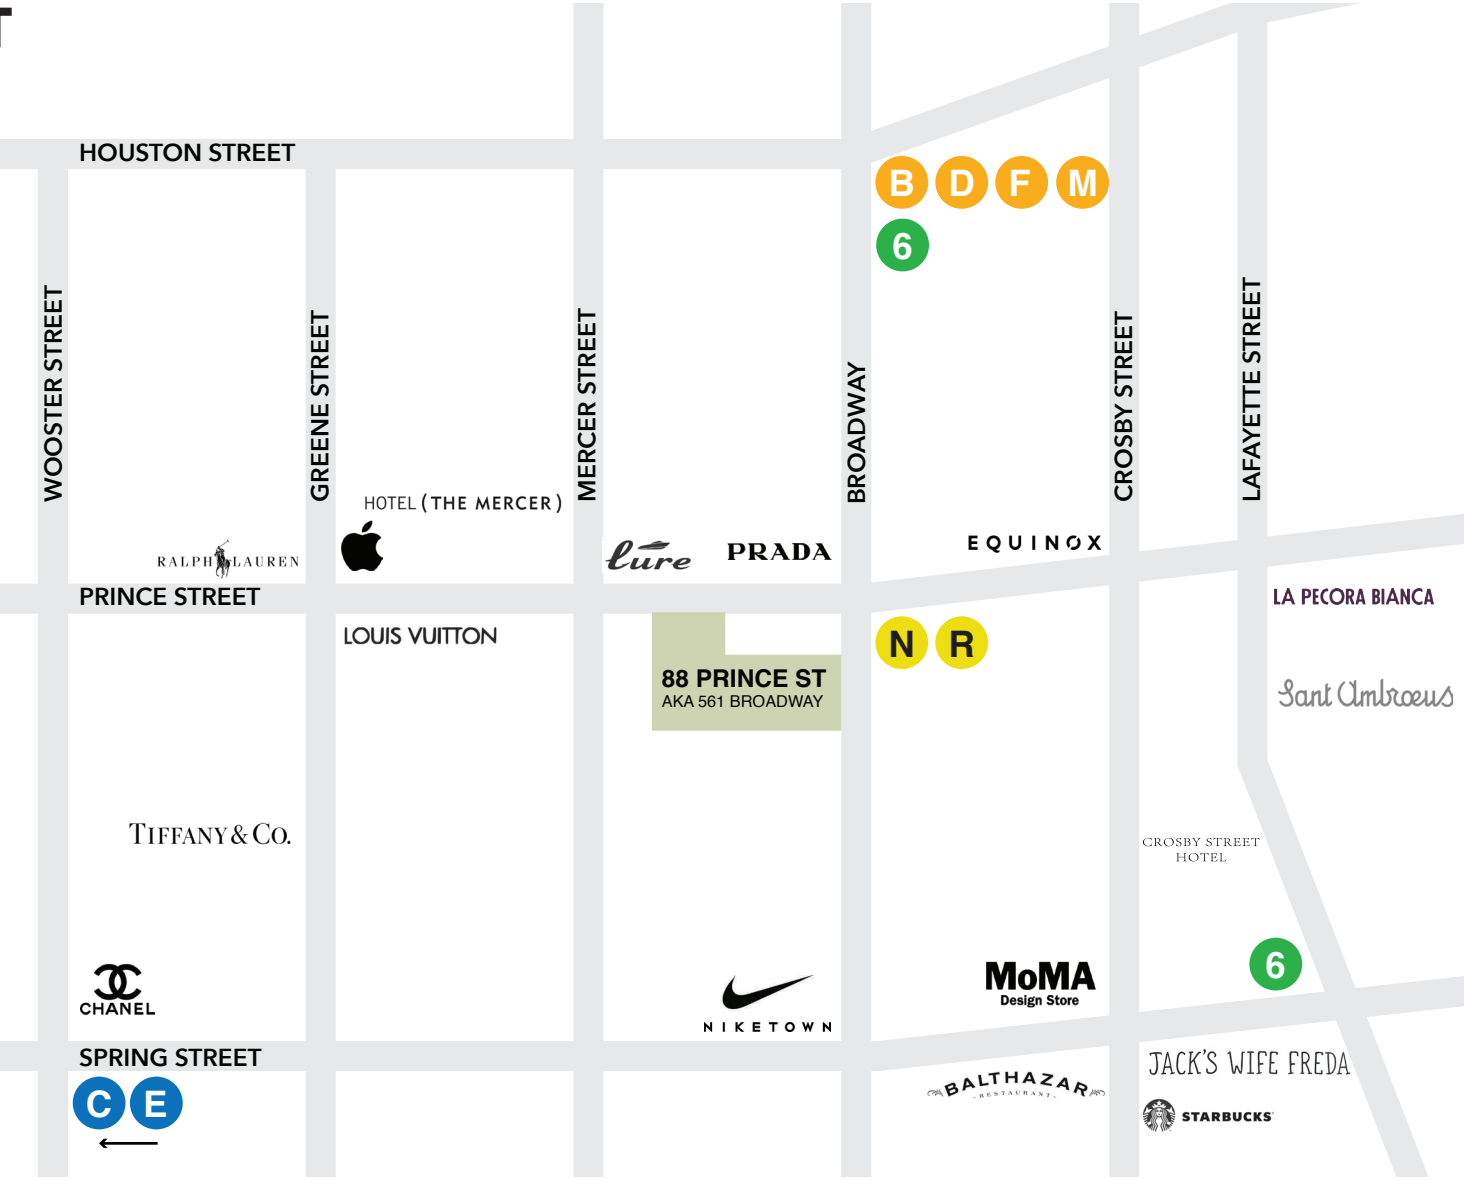 T
HOUSTON STREET
B D F M
6
WOOSTER STREET
GREENE STREET
MERCER STREET
BROADWAY
CROSBY STREET
LAFAYETTE STREET
HOTEL (THE MERCER)
RALPH LAUREN
lure
PRADA
EQUINOX
PRINCE STREET
LA PECORA BIANCA
LOUIS VUITTON
N R
88 PRINCE ST
AKA 561 BROADWAY
Sant Ambroeus
TIFFANY & CO.
CROSBY STREET
HOTEL
CHANEL
NIKETOWN
MoMA
Design Store
6
SPRING STREET
C E
BALTHAZAR
RESTAURANT
JACK'S WIFE FREDA
STARBUCKS